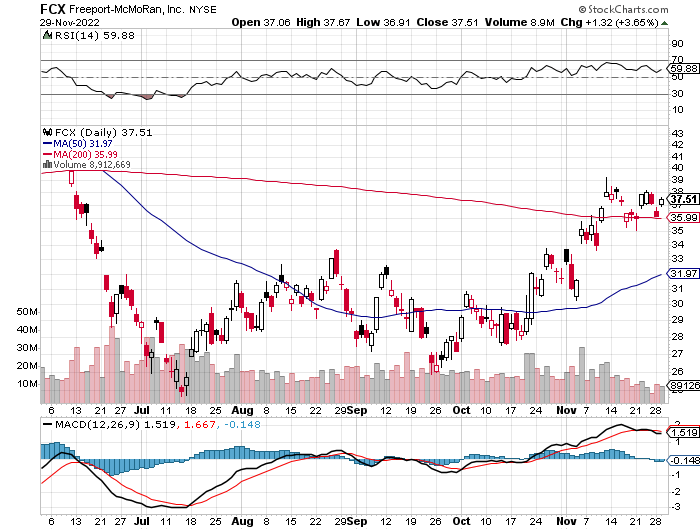 FCX Freeport-McMoRan, Inc. NYSE
© StockCharts.com
29-Nov-2022
Open 37.06 High 37.67 Low 36.91 Close 37.51 Volume 8.9M Chg +1.32 (+3.65%)
RSI(14) 59.88
90
70
59.88
50
30
10
FCX (Daily) 37.51
MA(50) 31.97
MA(200) 35.99
Volume 8,912,669
43
42
41
40
39
38
37.51
35.99
35
34
33
31.97
31
30
29
28
27
26
50M
40M
30M
20M
10M
89126
6 13 21 27 Jul 11 18 25 Aug 8 15 22 29 Sep 12 19 26 Oct 10 17 24 Nov 7 14 21 28
MACD(12,26,9) 1.519, 1.667, -0.148
2
1.519
1
-0.148
-1
-2
-3
6 13 21 27 Jul 11 18 25 Aug 8 15 22 29 Sep 12 19 26 Oct 10 17 24 Nov 7 14 21 28